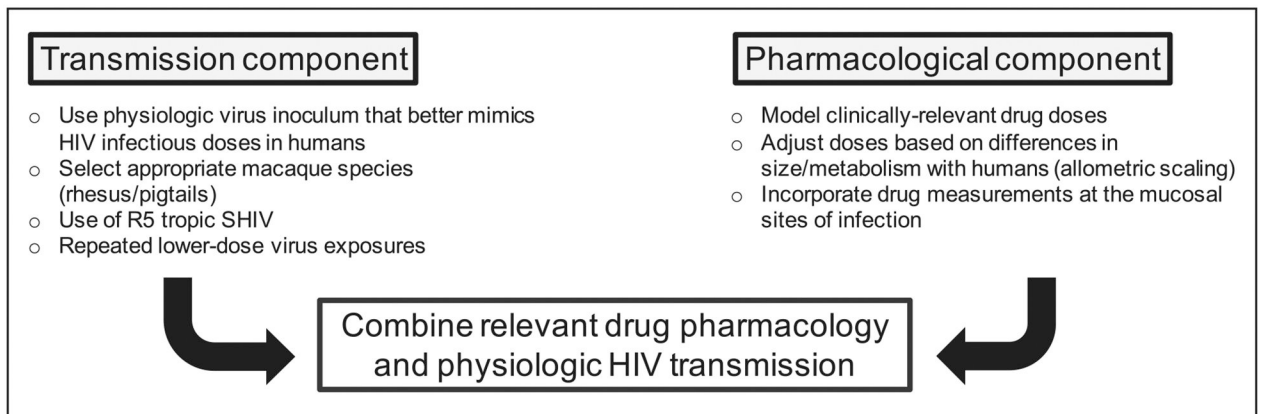 Transmission component
○ Use physiologic virus inoculum that better mimics
HIV infectious doses in humans
○ Select appropriate macaque species
(rhesus/pigtails)
○ Use of R5 tropic SHIV
○ Repeated lower-dose virus exposures
Pharmacological component
○ Model clinically-relevant drug doses
○ Adjust doses based on differences in
size/metabolism with humans (allometric scaling)
○ Incorporate drug measurements at the mucosal
sites of infection
Combine relevant drug pharmacology
and physiologic HIV transmission